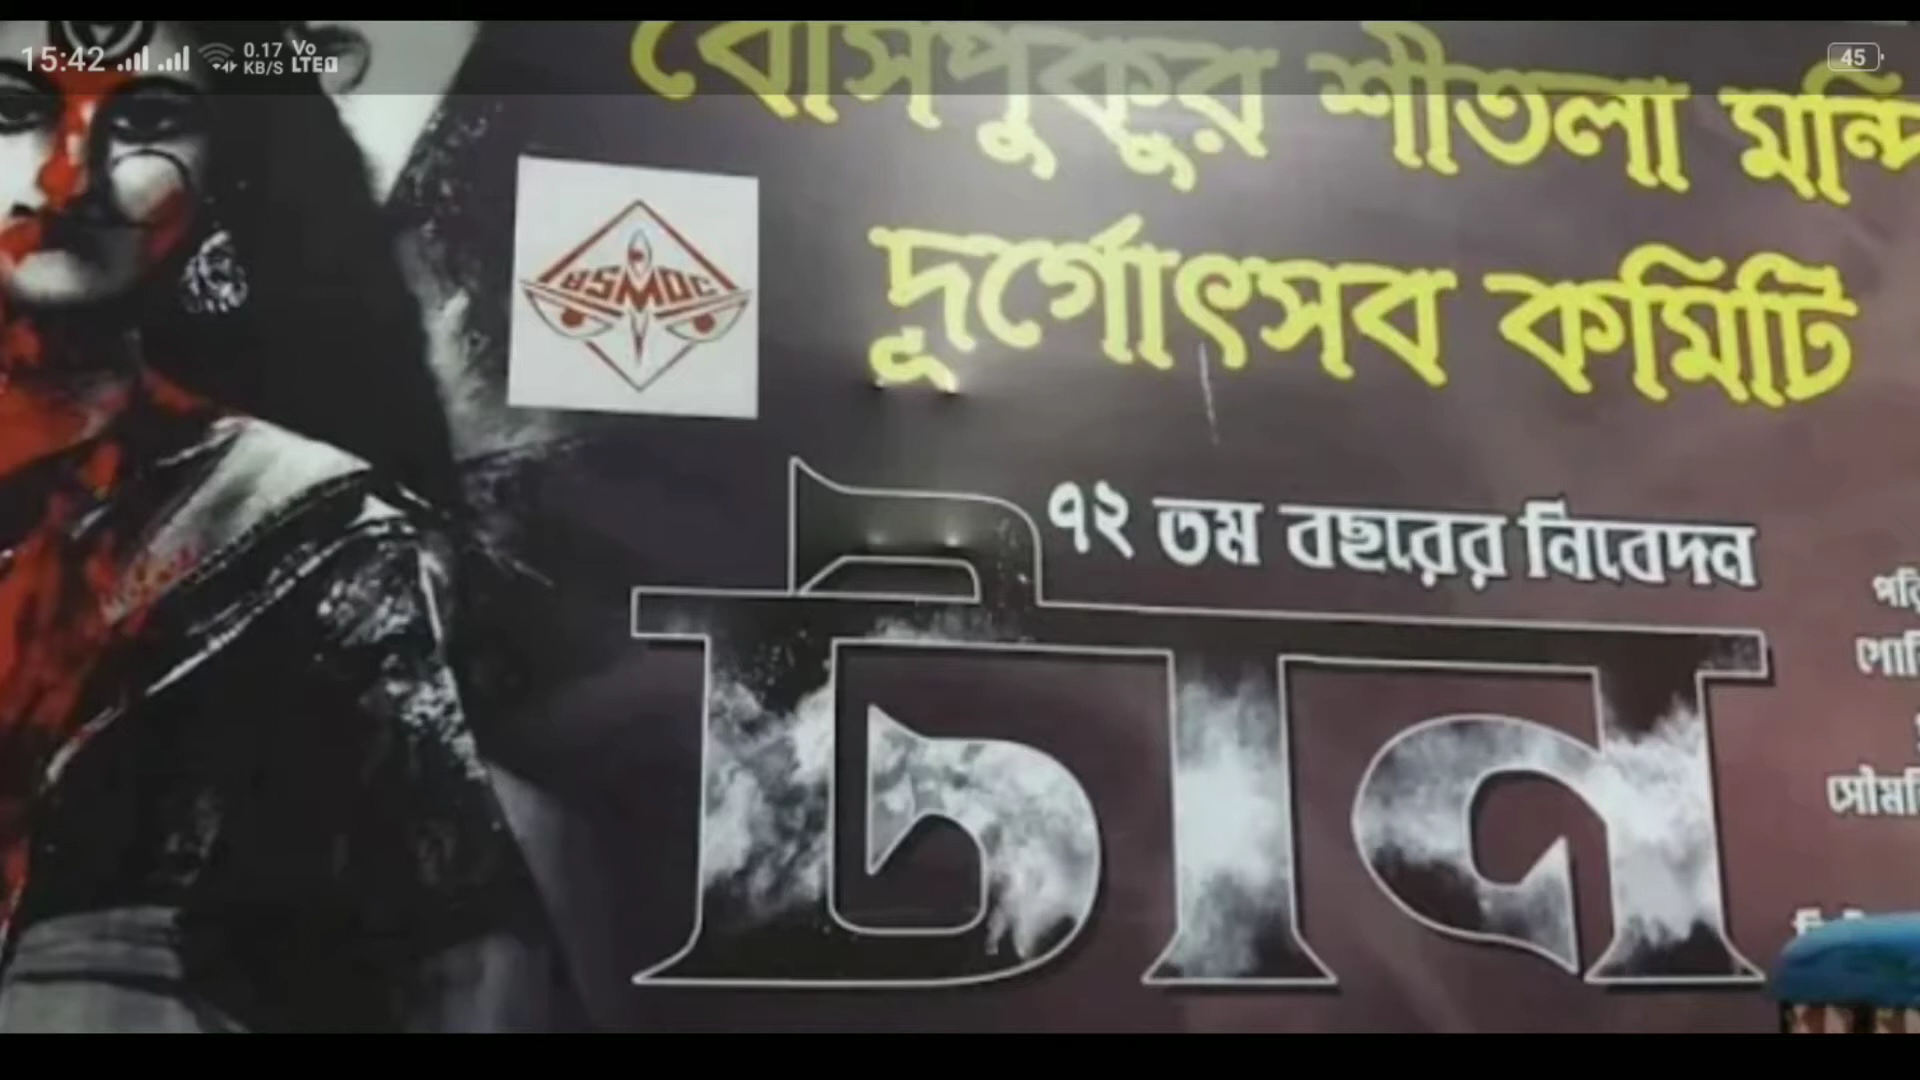 15:42 0.17 KB/S Vo LTE 45
বোসপুকুর শীতলা মন্দি
দূর্গোৎসব কমিটি
BSMDC
৭২ তম বছরের নিবেদন
টান